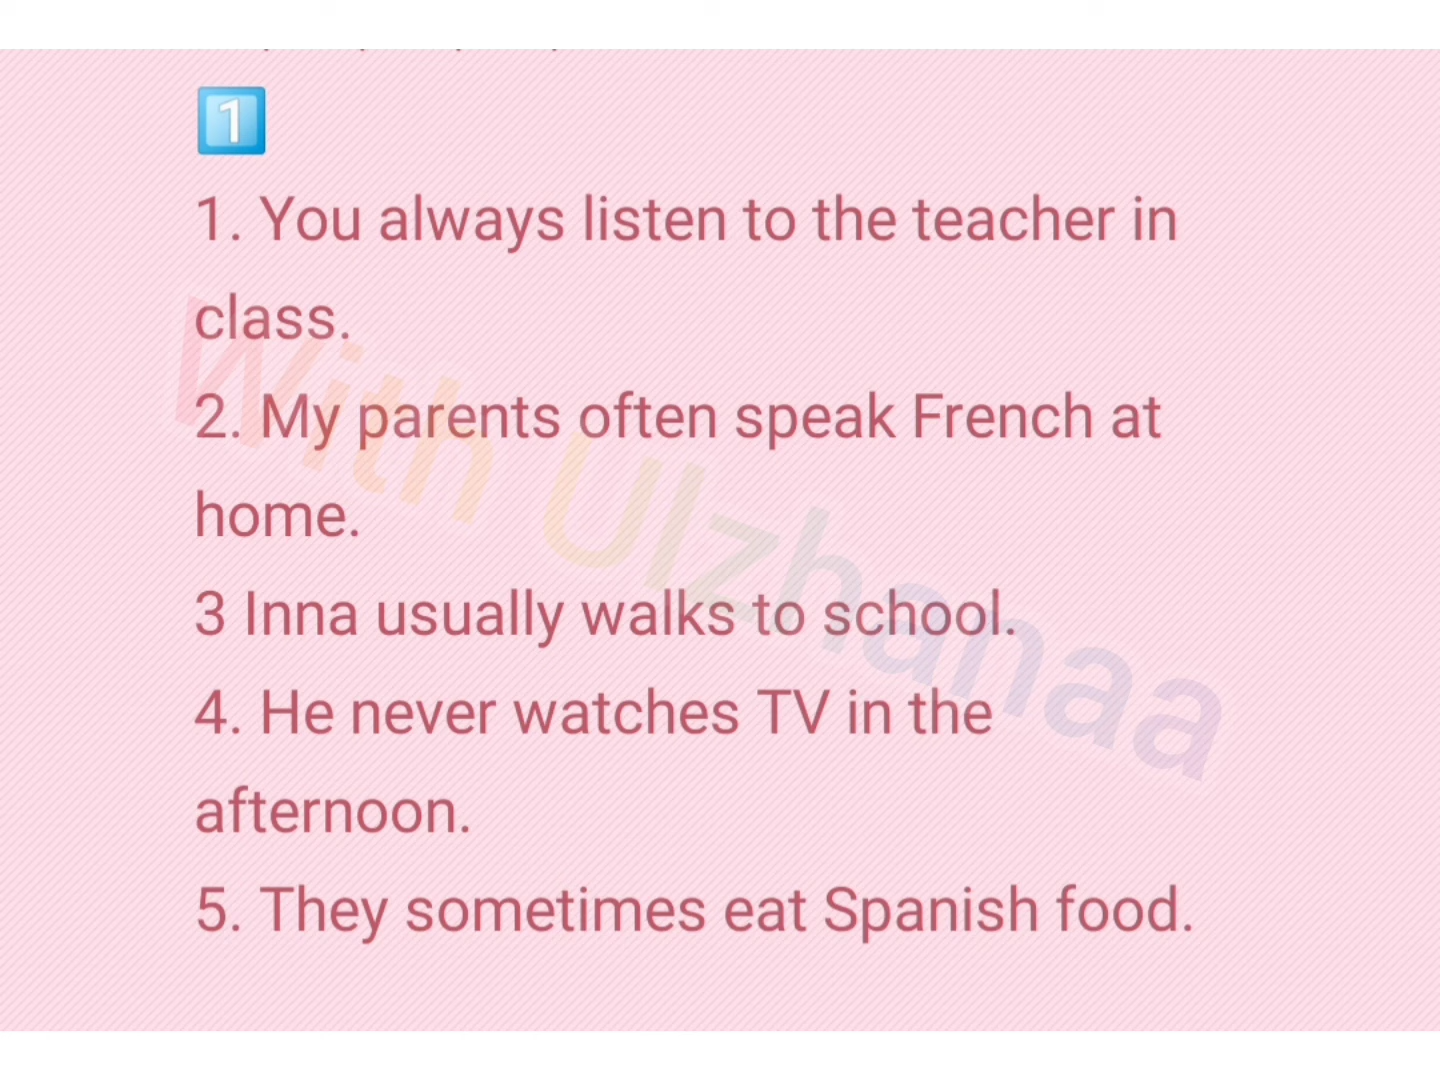 1
1. You always listen to the teacher in
class.
2. My parents often speak French at
home.
3 Inna usually walks to school.
4. He never watches TV in the
afternoon.
5. They sometimes eat Spanish food.
With Ulzhanaa